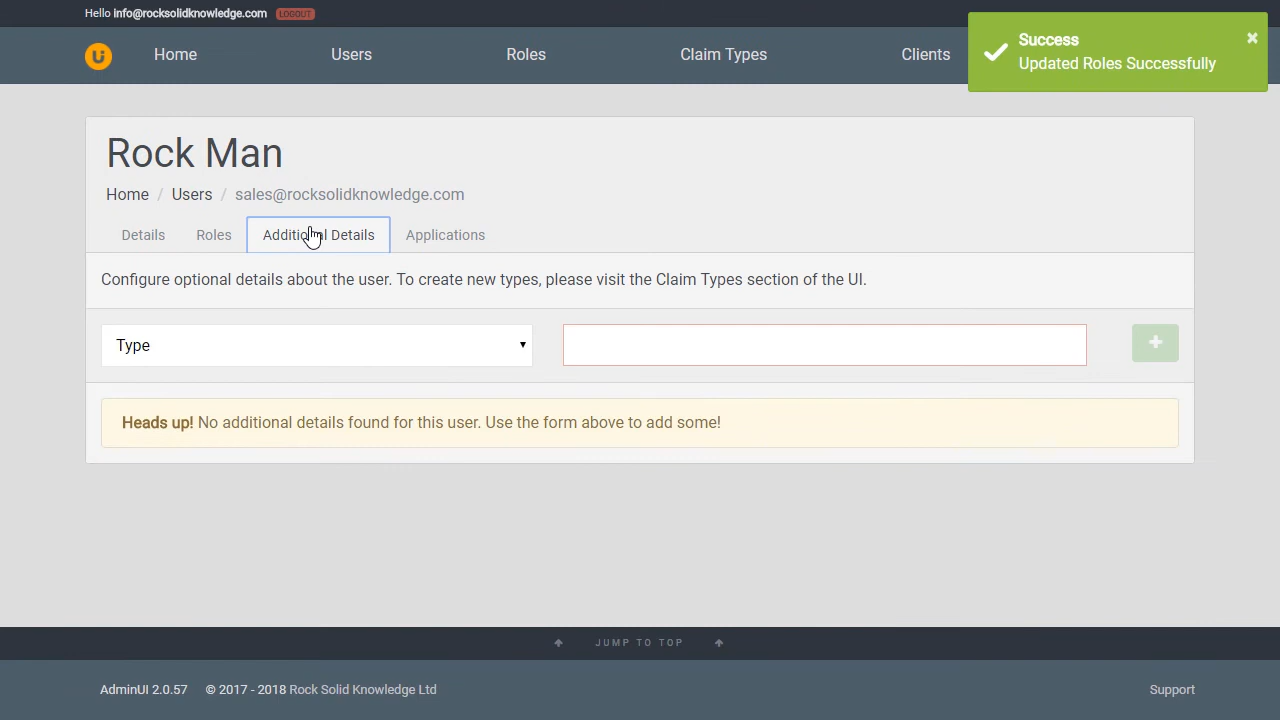 Hello info@rocksolidknowledge.com LOGOUT
Home Users Roles Claim Types Clients
Success
Updated Roles Successfully
Rock Man
Home / Users / sales@rocksolidknowledge.com
Details Roles Additional Details Applications
Configure optional details about the user. To create new types, please visit the Claim Types section of the UI.
Type
Heads up! No additional details found for this user. Use the form above to add some!
JUMP TO TOP
AdminUI 2.0.57 © 2017 - 2018 Rock Solid Knowledge Ltd Support